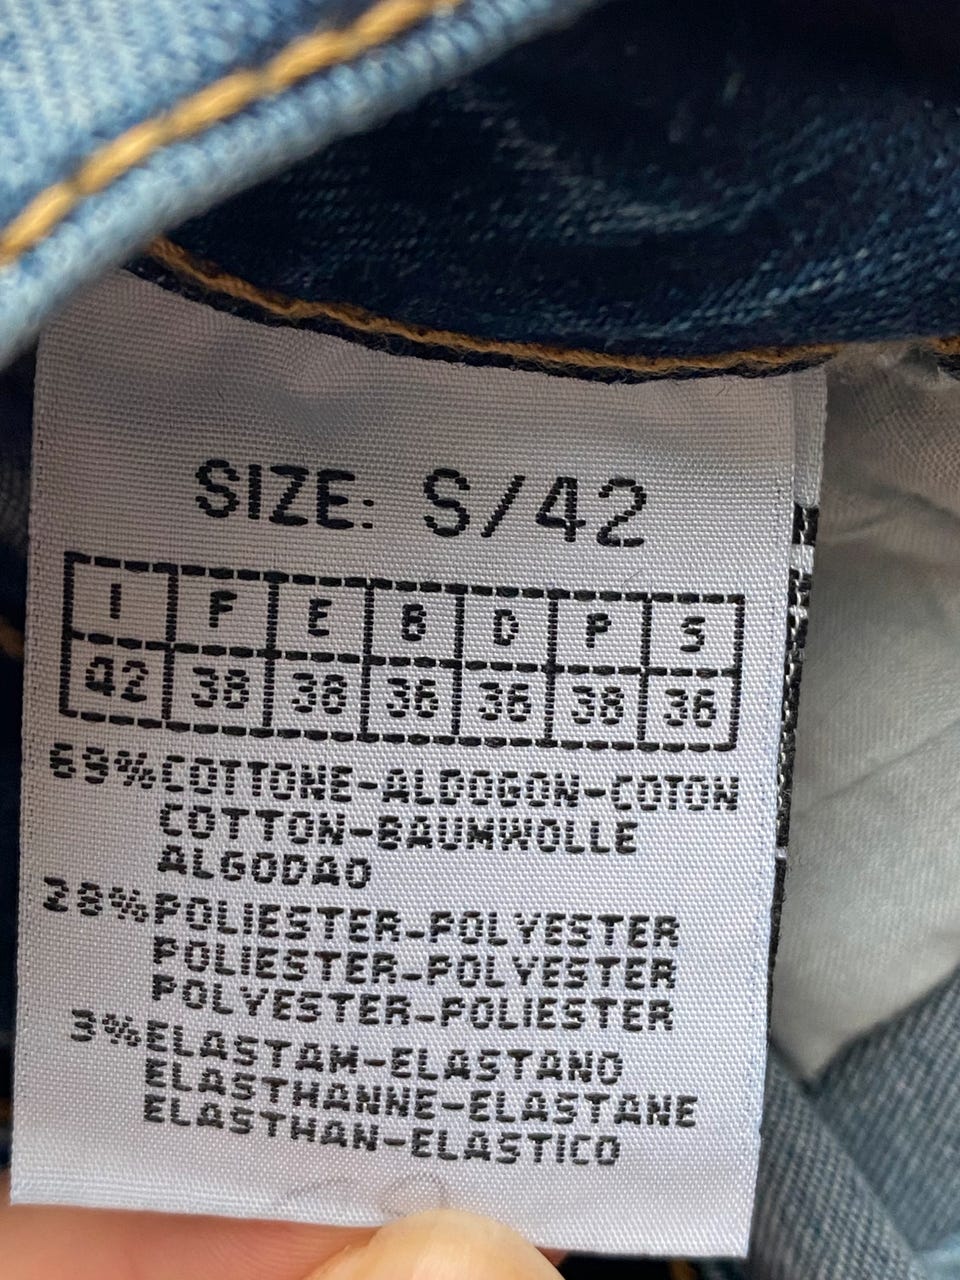 SIZE: S/42
I F E B D P S
42 38 38 36 36 38 36
69% COTTONE-ALDOGON-COTON
COTTON-BAUMWOLLE
ALGODAO
28% POLIESTER-POLYESTER
POLIESTER-POLYESTER
POLYESTER-POLIESTER
3% ELASTAM-ELASTANO
ELASTHANNE-ELASTANE
ELASTHAN-ELASTICO